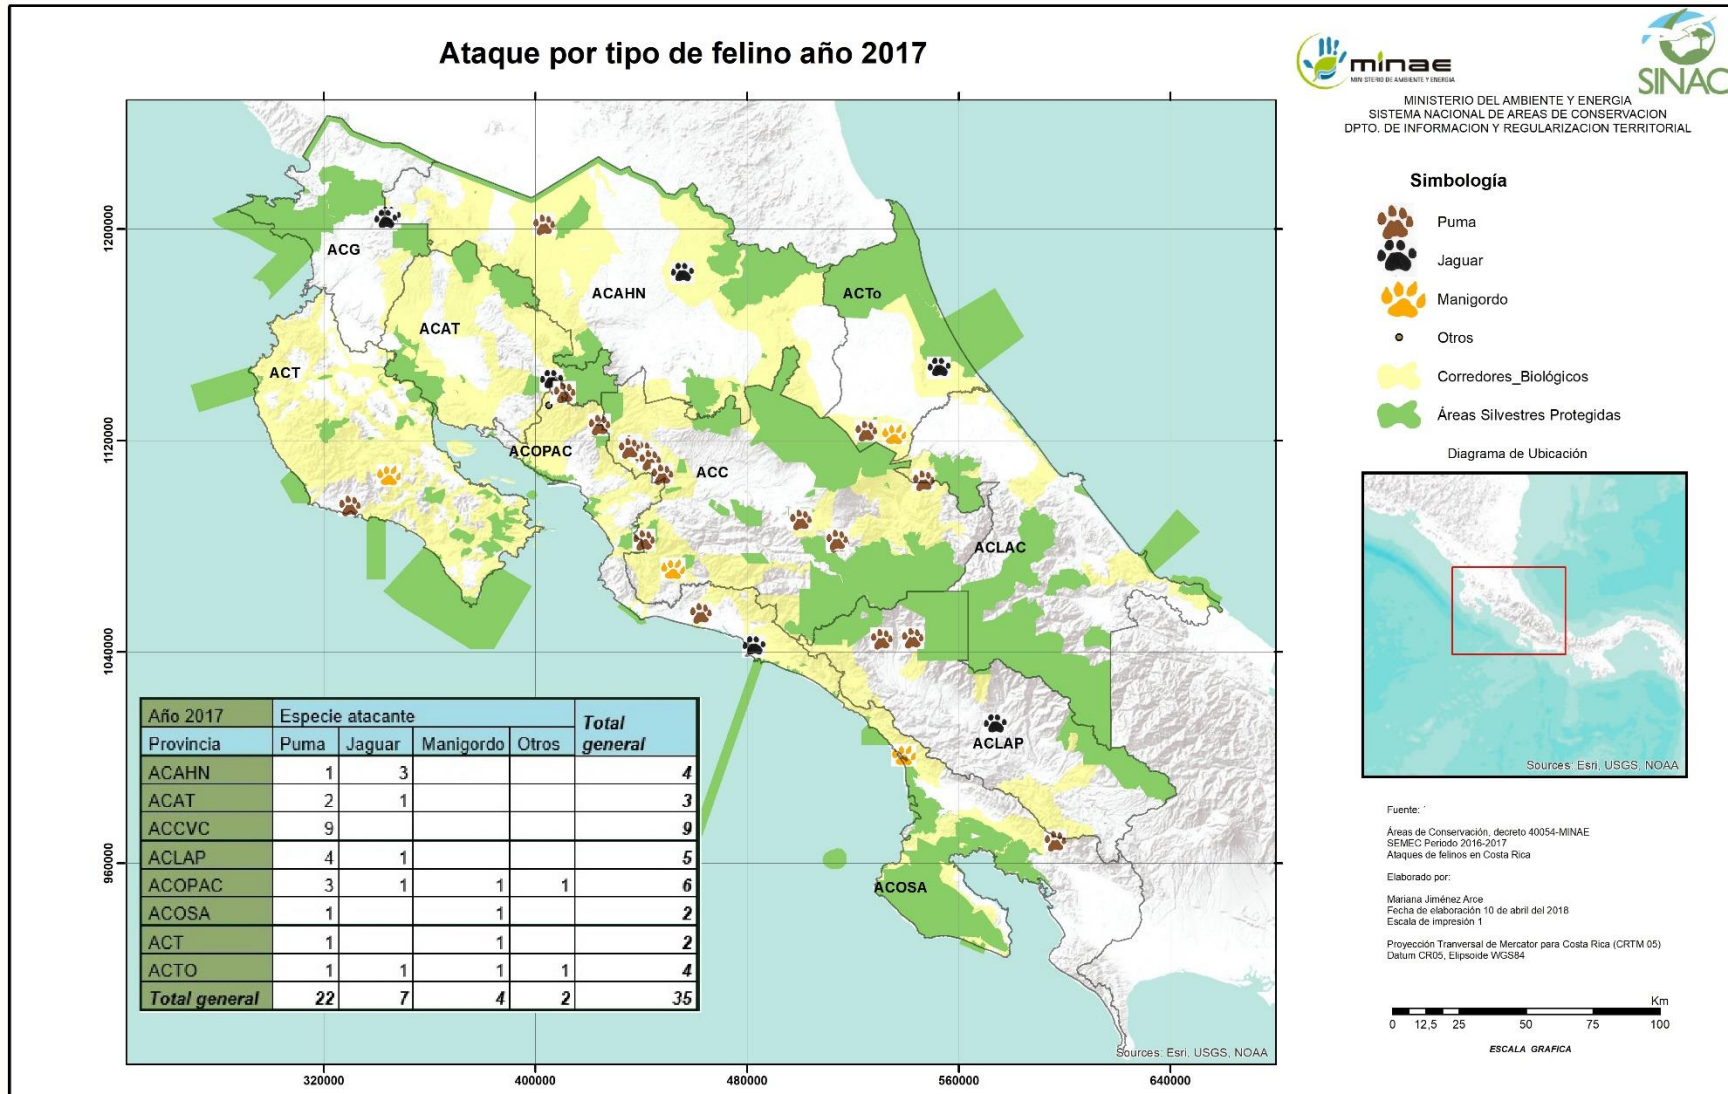 Ataque por tipo de felino año 2017
minae
MINISTERIO DE AMBIENTE Y ENERGIA
SINAC
MINISTERIO DEL AMBIENTE Y ENERGIA
SISTEMA NACIONAL DE AREAS DE CONSERVACION
DPTO. DE INFORMACION Y REGULARIZACION TERRITORIAL
Simbología
Puma
Jaguar
Manigordo
Otros
Corredores_Biológicos
Áreas Silvestres Protegidas
Diagrama de Ubicación
Sources: Esri, USGS, NOAA
Fuente: ´
Áreas de Conservación, decreto 40054-MINAE
SEMEC Periodo 2016-2017
Ataques de felinos en Costa Rica
Elaborado por:
Mariana Jiménez Arce
Fecha de elaboración 10 de abril del 2018
Escala de impresión 1
Proyección Tranversal de Mercator para Costa Rica (CRTM 05)
Datum CR05, Elipsoide WGS84
Km
0 12,5 25 50 75 100
ESCALA GRAFICA
1200000
1120000
1040000
960000
320000 400000 480000 560000 640000
ACG
ACAHN
ACTo
ACAT
ACT
ACOPAC
ACC
ACLAC
ACLAP
ACOSA
Sources: Esri, USGS, NOAA
Año 2017 Especie atacante Total general
Provincia Puma Jaguar Manigordo Otros
ACAHN 1 3 4
ACAT 2 1 3
ACCVC 9 9
ACLAP 4 1 5
ACOPAC 3 1 1 1 6
ACOSA 1 1 2
ACT 1 1 2
ACTO 1 1 1 1 4
Total general 22 7 4 2 35